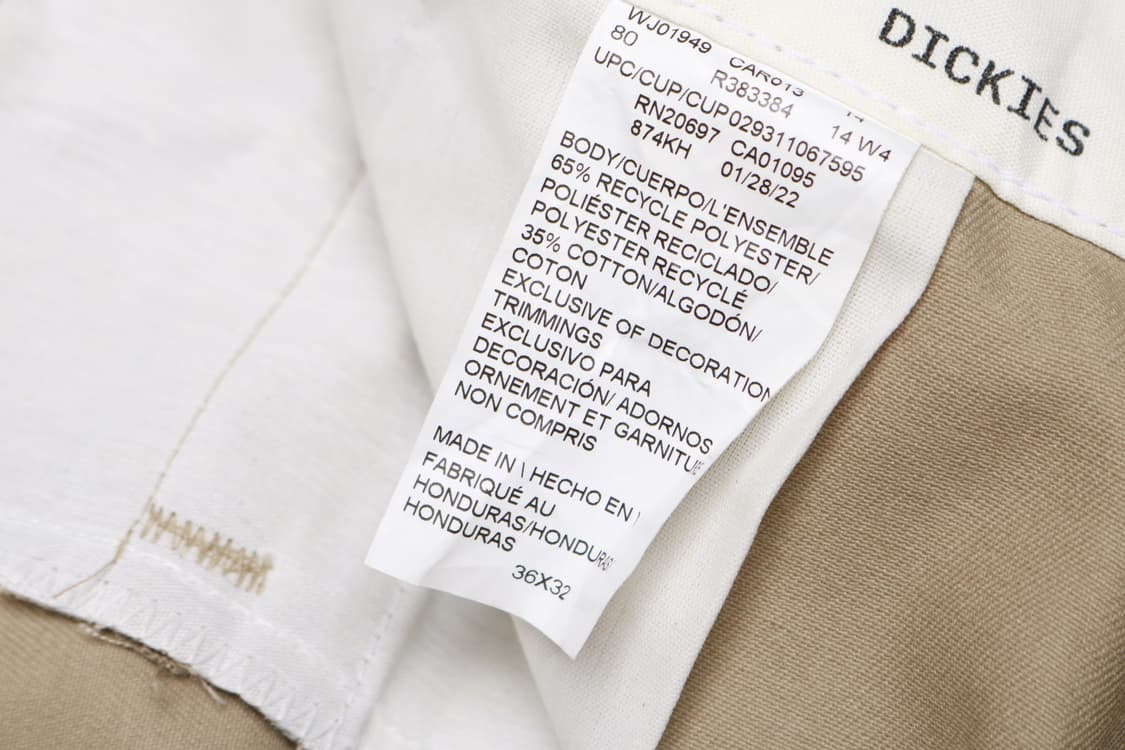 DICKIES
WJ01949 CAR013
80 R383384 14
UPC/CUP/CUP029311067595 14 W4
RN20697 CA01095
874KH 01/28/22
BODY/CUERPO/L'ENSEMBLE
65% RECYCLE POLYESTER/
POLIÉSTER RECICLADO/
POLYESTER RECYCLÉ
35% COTTON/ALGODÓN/
COTON
EXCLUSIVE OF DECORATION
TRIMMINGS
EXCLUSIVO PARA
DECORACIÓN/ ADORNOS
ORNEMENT ET GARNITURE
NON COMPRIS
MADE IN \ HECHO EN \
FABRIQUÉ AU
HONDURAS/HONDURAS/
HONDURAS
36X32